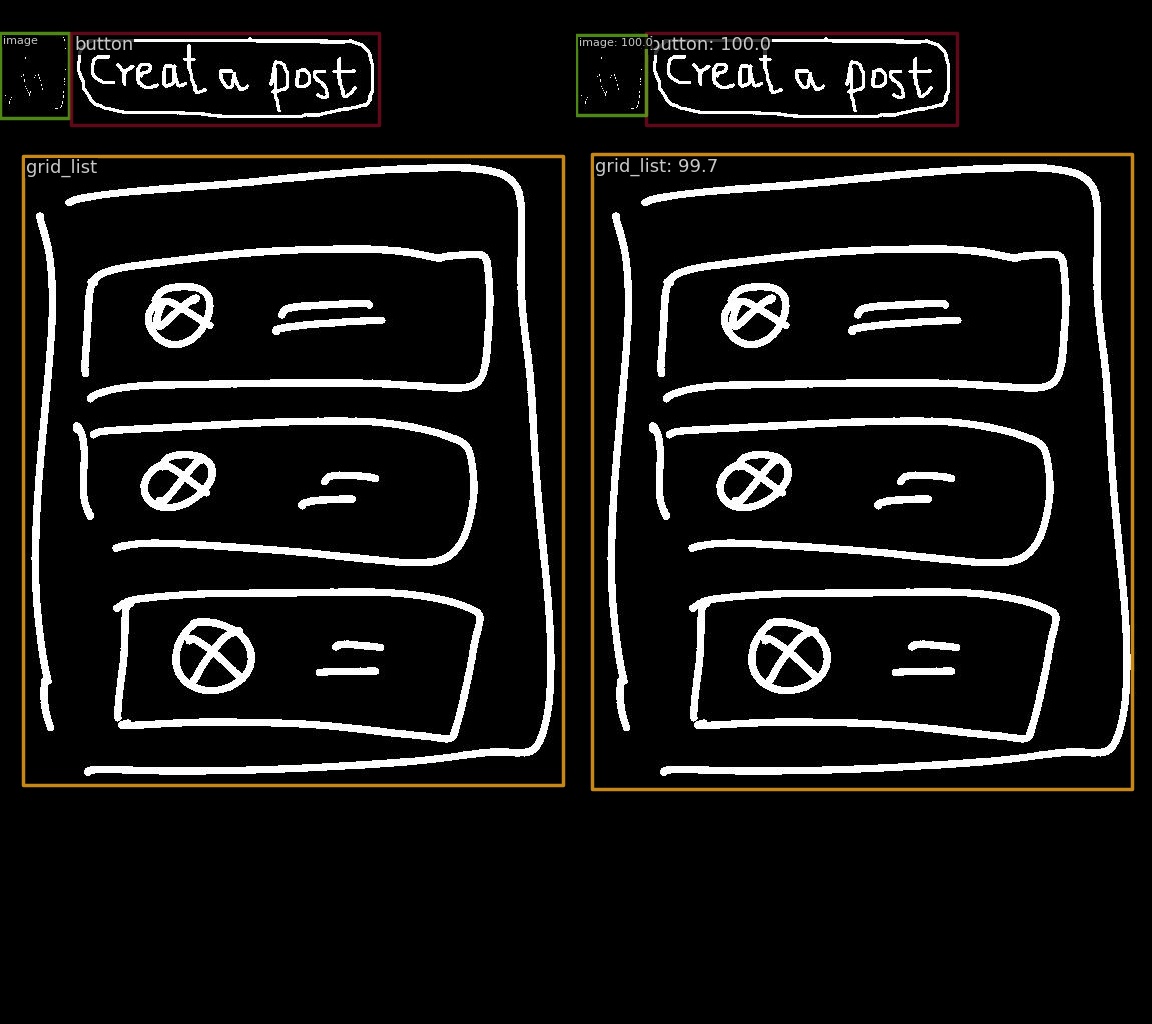 image button image: 100.0 button: 100.0
Creat a post Creat a post
grid_list grid_list: 99.7